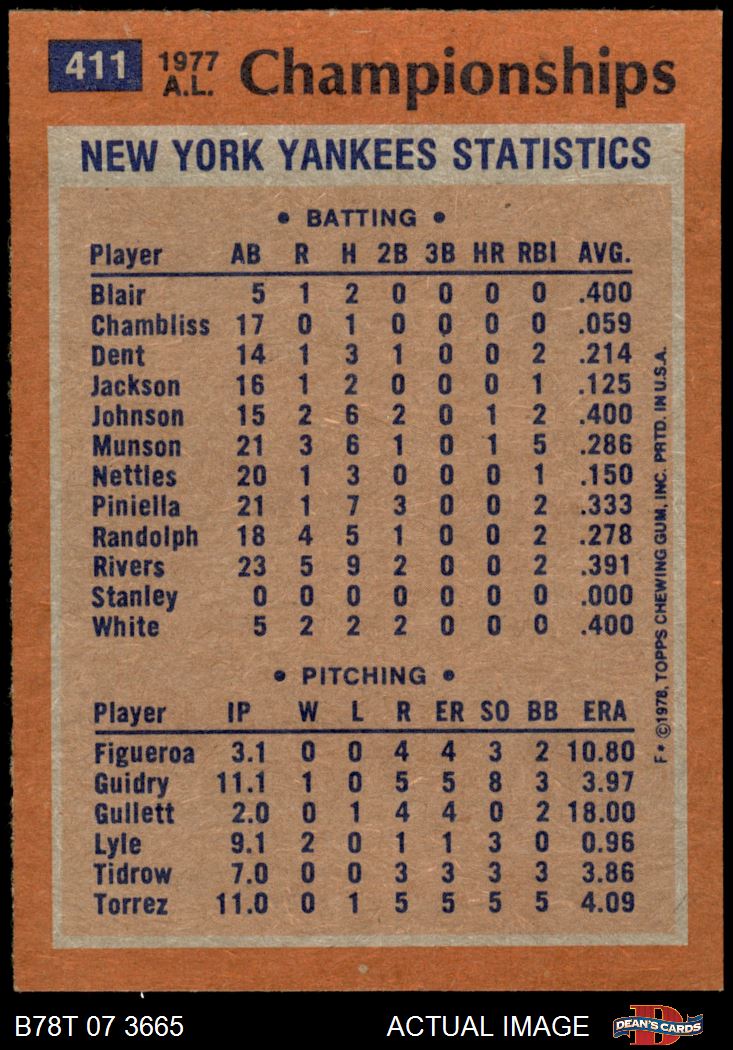 411 1977 A.L. Championships
NEW YORK YANKEES STATISTICS
• BATTING •
Player AB R H 2B 3B HR RBI AVG.
Blair 5 1 2 0 0 0 0 .400
Chambliss 17 0 1 0 0 0 0 .059
Dent 14 1 3 1 0 0 2 .214
Jackson 16 1 2 0 0 0 1 .125
Johnson 15 2 6 2 0 1 2 .400
Munson 21 3 6 1 0 1 5 .286
Nettles 20 1 3 0 0 0 1 .150
Piniella 21 1 7 3 0 0 2 .333
Randolph 18 4 5 1 0 0 2 .278
Rivers 23 5 9 2 0 0 2 .391
Stanley 0 0 0 0 0 0 0 .000
White 5 2 2 2 0 0 0 .400
• PITCHING •
Player IP W L R ER SO BB ERA
Figueroa 3.1 0 0 4 4 3 2 10.80
Guidry 11.1 1 0 5 5 8 3 3.97
Gullett 2.0 0 1 4 4 0 2 18.00
Lyle 9.1 2 0 1 1 3 0 0.96
Tidrow 7.0 0 0 3 3 3 3 3.86
Torrez 11.0 0 1 5 5 5 5 4.09
F• ©1978, TOPPS CHEWING GUM, INC. PRTD. IN U.S.A.
B78T 07 3665 ACTUAL IMAGE DEAN'S CARDS